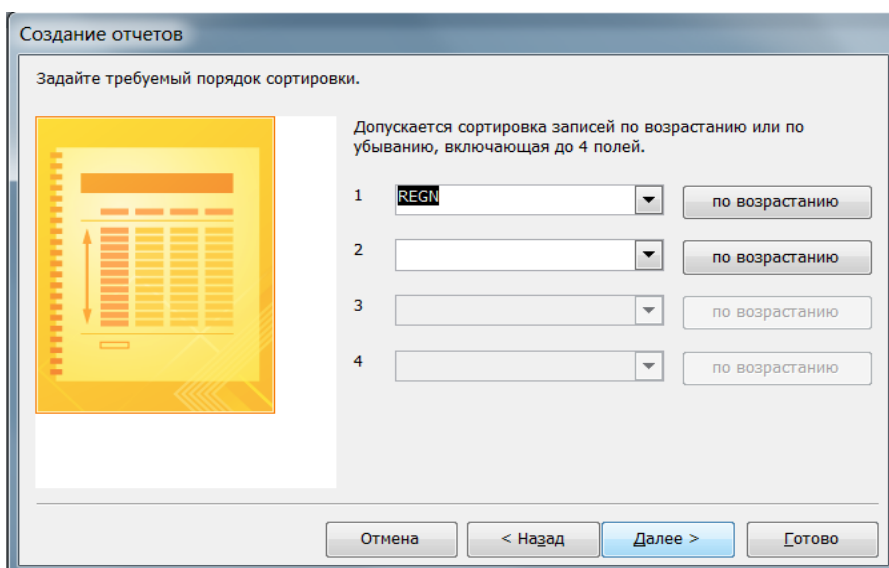 Создание отчетов
Задайте требуемый порядок сортировки.
Допускается сортировка записей по возрастанию или по
убыванию, включающая до 4 полей.
1 REGN по возрастанию
2 по возрастанию
3 по возрастанию
4 по возрастанию
Отмена < Назад Далее > Готово